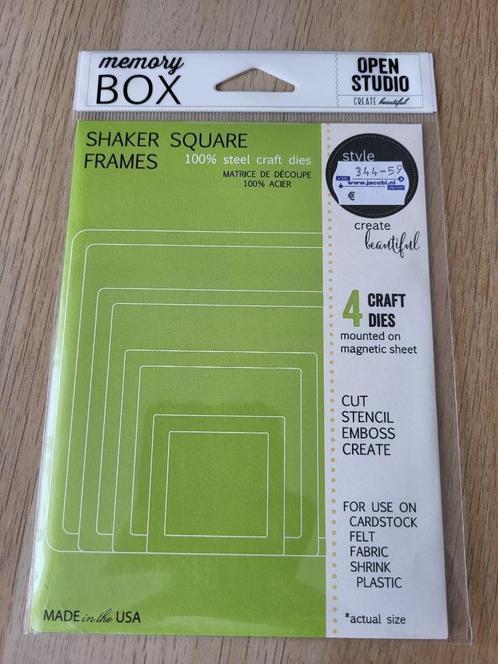 memory
BOX
OPEN
STUDIO
CREATE beautiful
SHAKER SQUARE
FRAMES
100% steel craft dies
MATRICE DE DÉCOUPE
100% ACIER
style
www.jacobi.nl
344-59
€
create
beautiful
4 CRAFT
DIES
mounted on
magnetic sheet
CUT
STENCIL
EMBOSS
CREATE
FOR USE ON
CARDSTOCK
FELT
FABRIC
SHRINK
PLASTIC
*actual size
MADE in the USA